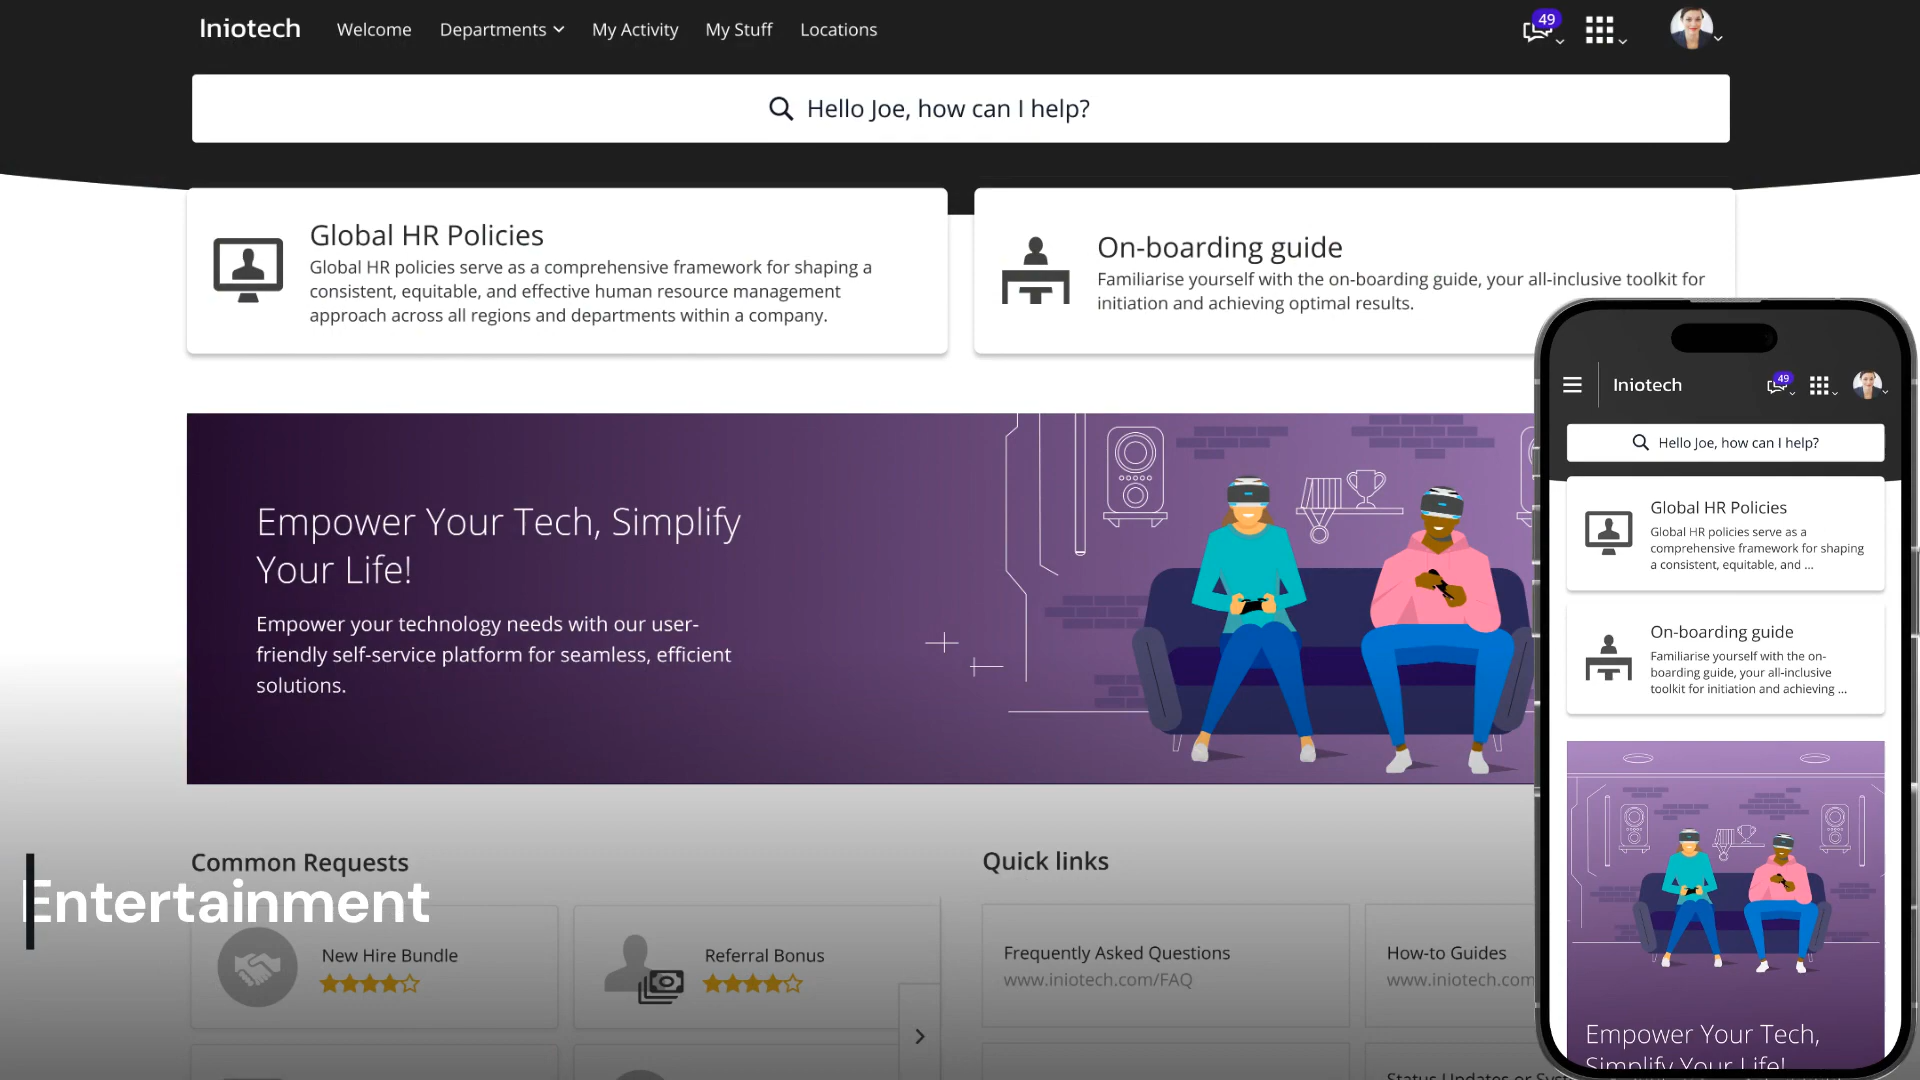 Iniotech Welcome Departments My Activity My Stuff Locations 49
Hello Joe, how can I help?
Global HR Policies
Global HR policies serve as a comprehensive framework for shaping a
consistent, equitable, and effective human resource management
approach across all regions and departments within a company.
On-boarding guide
Familiarise yourself with the on-boarding guide, your all-inclusive toolkit for
initiation and achieving optimal results.
Empower Your Tech, Simplify
Your Life!
Empower your technology needs with our user-
friendly self-service platform for seamless, efficient
solutions.
Common Requests
Entertainment
New Hire Bundle
Referral Bonus
Quick links
Frequently Asked Questions
www.iniotech.com/FAQ
How-to Guides
www.iniotech.com
Status Updates or
Iniotech 49
Hello Joe, how can I help?
Global HR Policies
Global HR policies serve as a
comprehensive framework for shaping
a consistent, equitable, and ...
On-boarding guide
Familiarise yourself with the on-
boarding guide, your all-inclusive
toolkit for initiation and achieving ...
Empower Your Tech,
Simplify Your Life!